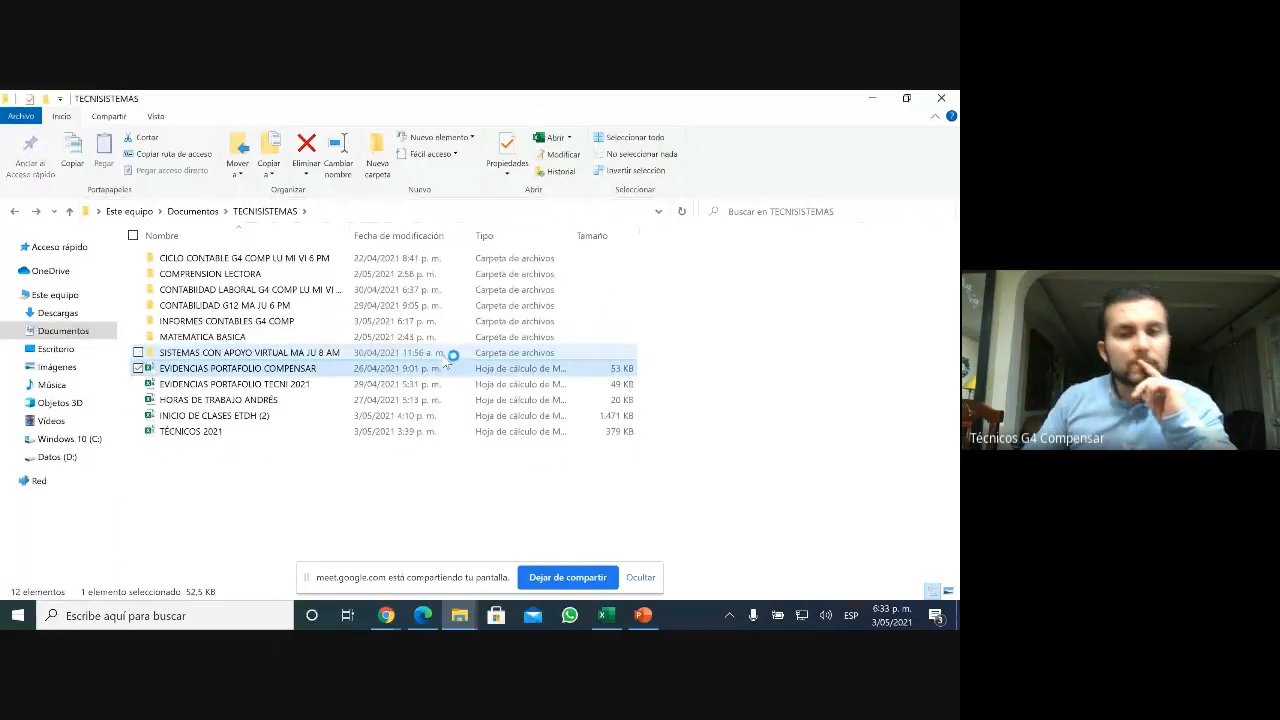 TECNISISTEMAS
Archivo Inicio Compartir Vista
Anclar al Acceso rápido
Copiar
Pegar
Cortar
Copiar ruta de acceso
Pegar acceso directo
Portapapeles
Mover a
Copiar a
Eliminar
Cambiar nombre
Organizar
Nueva carpeta
Nuevo elemento
Fácil acceso
Nuevo
Propiedades
Abrir
Modificar
Historial
Abrir
Seleccionar todo
No seleccionar nada
Invertir selección
Seleccionar
Este equipo > Documentos > TECNISISTEMAS >
Buscar en TECNISISTEMAS
Acceso rápido
OneDrive
Este equipo
Descargas
Documentos
Escritorio
Imágenes
Música
Objetos 3D
Vídeos
Windows 10 (C:)
Datos (D:)
Red
Nombre Fecha de modificación Tipo Tamaño
CICLO CONTABLE G4 COMP LU MI VI 6 PM 22/04/2021 8:41 p. m. Carpeta de archivos
COMPRENSION LECTORA 2/05/2021 2:58 p. m. Carpeta de archivos
CONTABILIDAD LABORAL G4 COMP LU MI VI ... 30/04/2021 6:37 p. m. Carpeta de archivos
CONTABILIDAD G12 MA JU 6 PM 29/04/2021 9:05 p. m. Carpeta de archivos
INFORMES CONTABLES G4 COMP 3/05/2021 6:17 p. m. Carpeta de archivos
MATEMATICA BASICA 2/05/2021 2:43 p. m. Carpeta de archivos
SISTEMAS CON APOYO VIRTUAL MA JU 8 AM 30/04/2021 11:56 a. m. Carpeta de archivos
EVIDENCIAS PORTAFOLIO COMPENSAR 26/04/2021 9:01 p. m. Hoja de cálculo de M... 53 KB
EVIDENCIAS PORTAFOLIO TECNI 2021 29/04/2021 5:31 p. m. Hoja de cálculo de M... 49 KB
HORAS DE TRABAJO ANDRÉS 27/04/2021 5:13 p. m. Hoja de cálculo de M... 20 KB
INICIO DE CLASES ETDH (2) 3/05/2021 4:10 p. m. Hoja de cálculo de M... 1.471 KB
TÉCNICOS 2021 3/05/2021 3:39 p. m. Hoja de cálculo de M... 379 KB
meet.google.com está compartiendo tu pantalla. Dejar de compartir Ocultar
12 elementos 1 elemento seleccionado 52,5 KB
Escribe aquí para buscar
ESP
6:33 p. m.
3/05/2021
3
Técnicos G4 Compensar